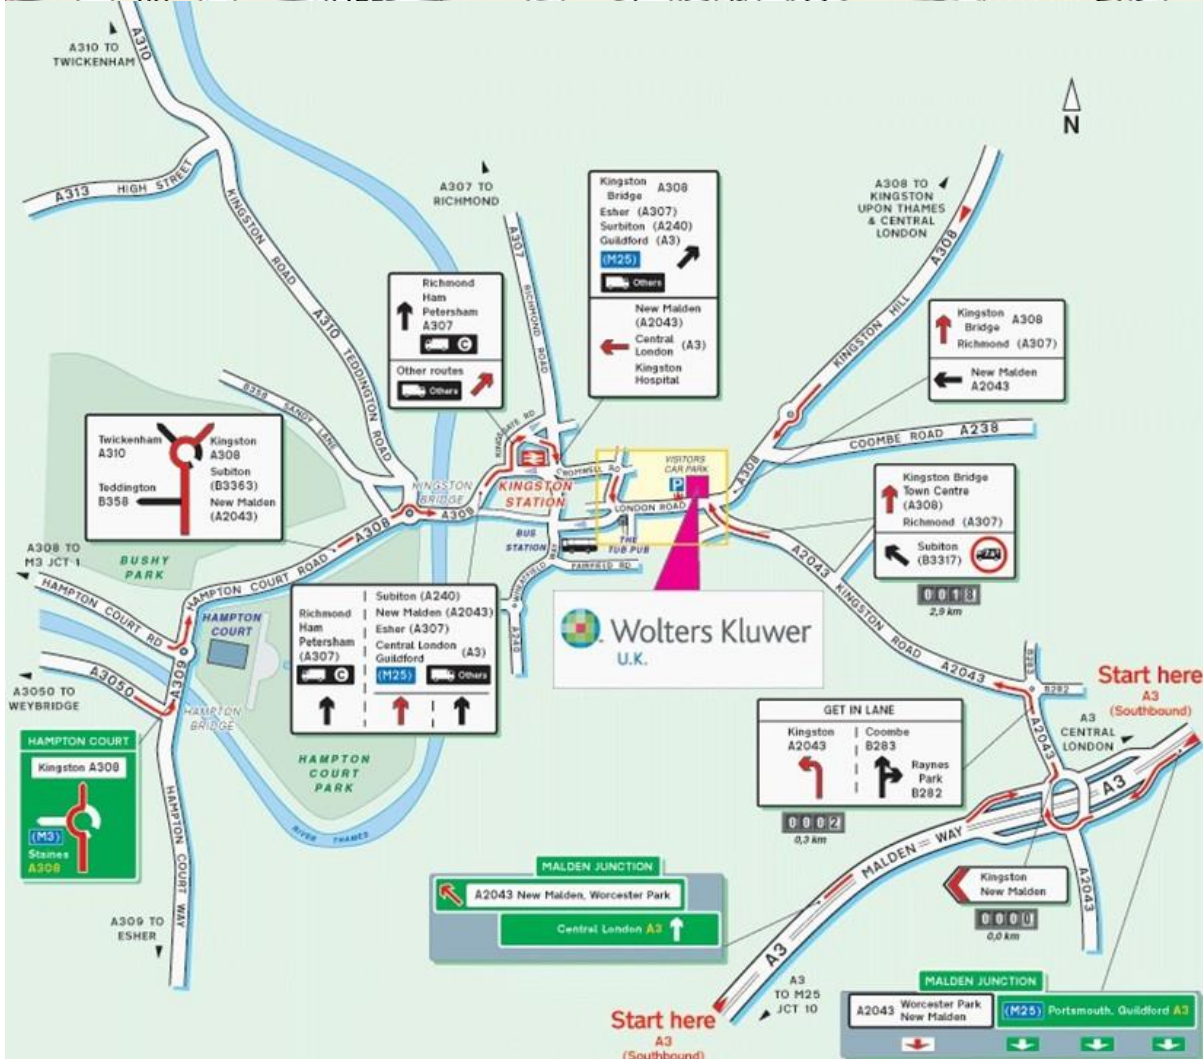 A310 TO
TWICKENHAM
A310
A313 HIGH STREET
KINGSTON ROAD
A310
TEDDINGTON ROAD
A307 TO
RICHMOND
A307
RICHMOND ROAD
N
A308 TO
KINGSTON
UPON THAMES
& CENTRAL
LONDON
A308
KINGSTON HILL
Kingston
Bridge A308
Esher (A307)
Surbiton (A240)
Guildford (A3)
(M25)
Others
New Malden
(A2043)
Central
London (A3)
Kingston
Hospital
Richmond
Ham
Petersham
A307
C
Other routes
Others
Kingston
Bridge A308
Richmond (A307)
New Malden
A2043
B358 SANDY LANE
Twickenham
A310
Teddington
B358
Kingston
A308
Subiton
(B3363)
New Malden
(A2043)
KINGSGATE RD
CROMWELL RD
KINGSTON
STATION
KINGSTON
BRIDGE
A308
A308
VISITORS
CAR PARK
P
LONDON ROAD
A308
COOMBE ROAD A238
BUS
STATION
THE
TUB PUB
FAIRFIELD RD
WHEATFIELD WAY
A240
Kingston Bridge
Town Centre
(A308)
Richmond (A307)
Subiton
(B3317)
0018
2,9 km
A2043 KINGSTON ROAD A2043
A308 TO
M3 JCT 1
BUSHY
PARK
HAMPTON COURT ROAD
HAMPTON COURT RD
HAMPTON
COURT
A3050
A309
A3050 TO
WEYBRIDGE
HAMPTON
BRIDGE
Richmond
Ham
Petersham
(A307)
C
Subiton (A240)
New Malden (A2043)
Esher (A307)
Central London
Guildford (A3)
(M25)
Others
Wolters Kluwer
U.K.
B283
B282
A2043
Start here
A3
(Southbound)
A3
CENTRAL
LONDON
GET IN LANE
Kingston
A2043
Coombe
B283
Raynes
Park
B282
0002
0,3 km
HAMPTON COURT
Kingston A308
(M3)
Staines
A308
HAMPTON
COURT
PARK
RIVER THAMES
HAMPTON COURT WAY
A309 TO
ESHER
A3
MALDEN WAY
A3
A2043
Kingston
New Malden
0000
0,0 km
MALDEN JUNCTION
A2043 New Malden, Worcester Park
Central London A3
A3
TO M25
JCT 10
Start here
A3
(Southbound)
MALDEN JUNCTION
A2043 Worcester Park
New Malden
(M25) Portsmouth, Guildford A3